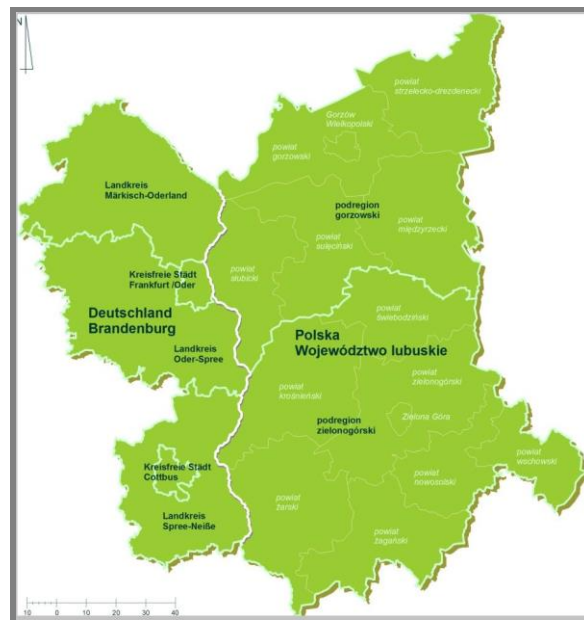 N
powiat
strzelecko-drezdenecki
Gorzów
Wielkopolski
powiat
gorzowski
Landkreis
Märkisch-Oderland
podregion
gorzowski
powiat
międzyrzecki
powiat
sulęciński
Kreisfreie Städt
Frankfurt /Oder
powiat
słubicki
Deutschland
Brandenburg
powiat
świebodziński
Polska
Województwo lubuskie
Landkreis
Oder-Spree
powiat
zielonogórski
powiat
krośnieński
Zielona Góra
podregion
zielonogórski
powiat
wschowski
Kreisfreie Städt
Cottbus
powiat
nowosolski
powiat
żarski
Landkreis
Spree-Neiße
powiat
żagański
10 0 10 20 30 40